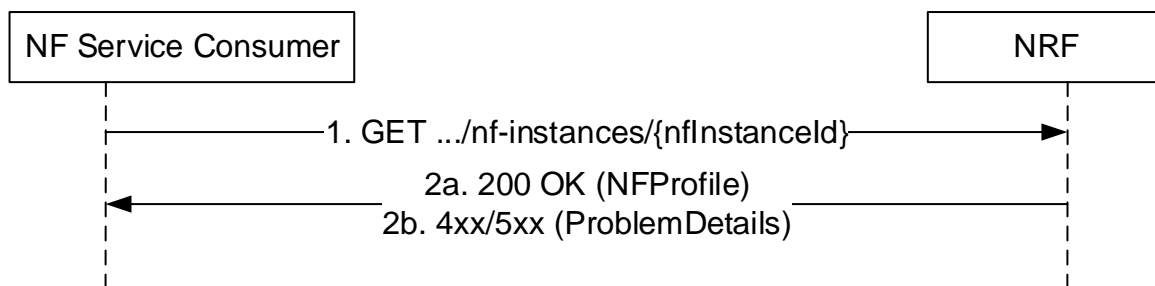 NF Service Consumer
NRF
1. GET .../nf-instances/{nfInstanceId}
2a. 200 OK (NFProfile)
2b. 4xx/5xx (ProblemDetails)